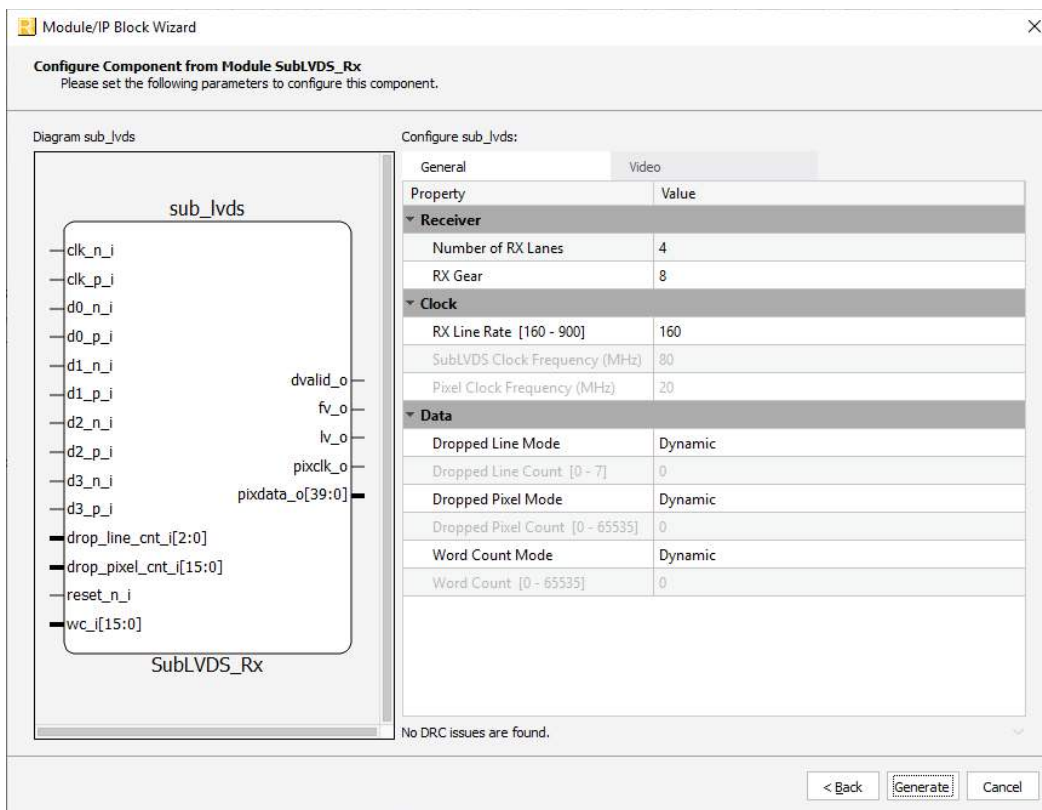 Module/IP Block Wizard
Configure Component from Module SubLVDS_Rx
Please set the following parameters to configure this component.
Diagram sub_lvds
sub_lvds
clk_n_i
clk_p_i
d0_n_i
d0_p_i
d1_n_i
d1_p_i
d2_n_i
d2_p_i
d3_n_i
d3_p_i
drop_line_cnt_i[2:0]
drop_pixel_cnt_i[15:0]
reset_n_i
wc_i[15:0]
dvalid_o
fv_o
lv_o
pixclk_o
pixdata_o[39:0]
SubLVDS_Rx
Configure sub_lvds:
General Video
Property Value
Receiver
Number of RX Lanes 4
RX Gear 8
Clock
RX Line Rate [160 - 900] 160
SubLVDS Clock Frequency (MHz) 80
Pixel Clock Frequency (MHz) 20
Data
Dropped Line Mode Dynamic
Dropped Line Count [0 - 7] 0
Dropped Pixel Mode Dynamic
Dropped Pixel Count [0 - 65535] 0
Word Count Mode Dynamic
Word Count [0 - 65535] 0
No DRC issues are found.
< Back Generate Cancel